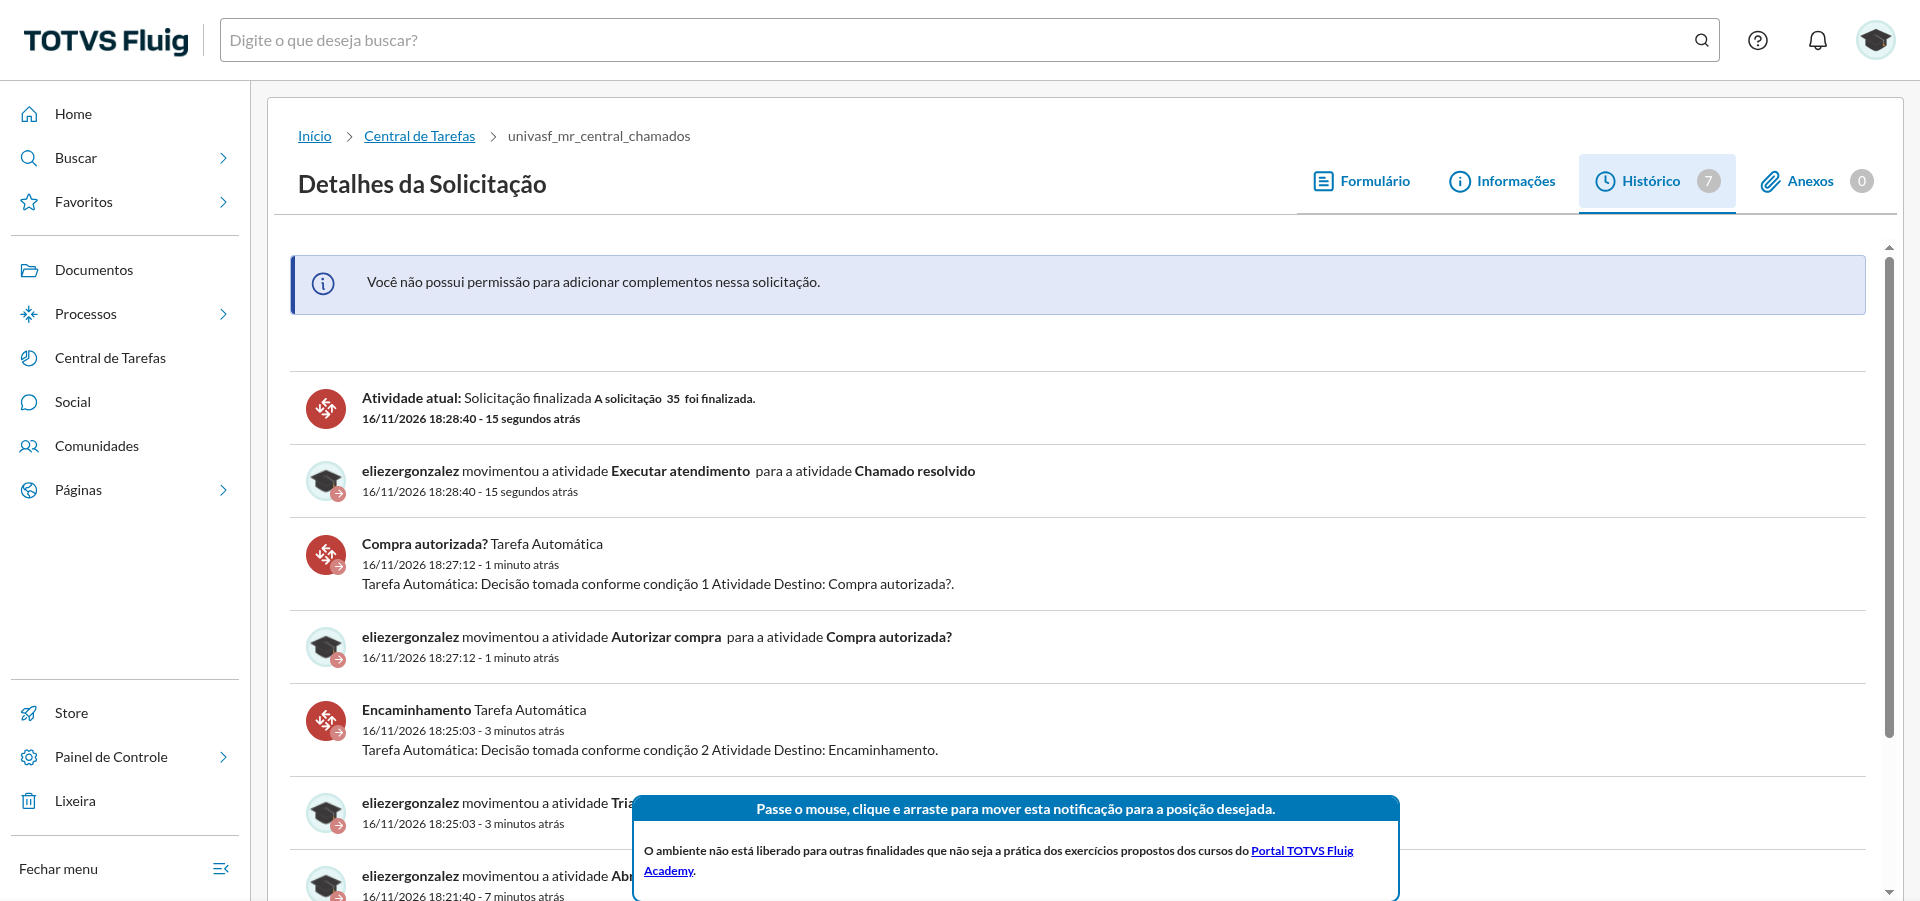 TOTVS Fluig
Digite o que deseja buscar?
Home
Buscar
Favoritos
Documentos
Processos
Central de Tarefas
Social
Comunidades
Páginas
Store
Painel de Controle
Lixeira
Fechar menu
Início > Central de Tarefas > univasf_mr_central_chamados
Detalhes da Solicitação
Formulário
Informações
Histórico 7
Anexos 0
Você não possui permissão para adicionar complementos nessa solicitação.
Atividade atual: Solicitação finalizada A solicitação 35 foi finalizada.
16/11/2026 18:28:40 - 15 segundos atrás
eliezergonzalez movimentou a atividade Executar atendimento para a atividade Chamado resolvido
16/11/2026 18:28:40 - 15 segundos atrás
Compra autorizada? Tarefa Automática
16/11/2026 18:27:12 - 1 minuto atrás
Tarefa Automática: Decisão tomada conforme condição 1 Atividade Destino: Compra autorizada?.
eliezergonzalez movimentou a atividade Autorizar compra para a atividade Compra autorizada?
16/11/2026 18:27:12 - 1 minuto atrás
Encaminhamento Tarefa Automática
16/11/2026 18:25:03 - 3 minutos atrás
Tarefa Automática: Decisão tomada conforme condição 2 Atividade Destino: Encaminhamento.
eliezergonzalez movimentou a atividade
16/11/2026 18:25:03 - 3 minutos atrás
eliezergonzalez movimentou a atividade
16/11/2026 18:21:40 - 7 minutos atrás
Passe o mouse, clique e arraste para mover esta notificação para a posição desejada.
O ambiente não está liberado para outras finalidades que não seja a prática dos exercícios propostos dos cursos do Portal TOTVS Fluig
Academy.